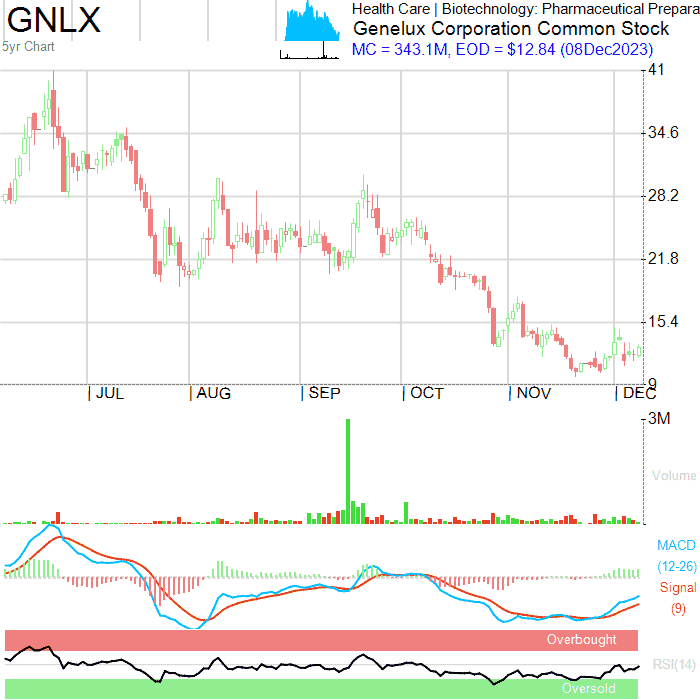 GNLX
5yr Chart
Health Care | Biotechnology: Pharmaceutical Prepara
Genelux Corporation Common Stock
MC = 343.1M, EOD = $12.84 (08Dec2023)
41
34.6
28.2
21.8
15.4
9
JUL
AUG
SEP
OCT
NOV
DEC
3M
Volume
MACD
(12-26)
Signal
(9)
Overbought
RSI(14)
Oversold